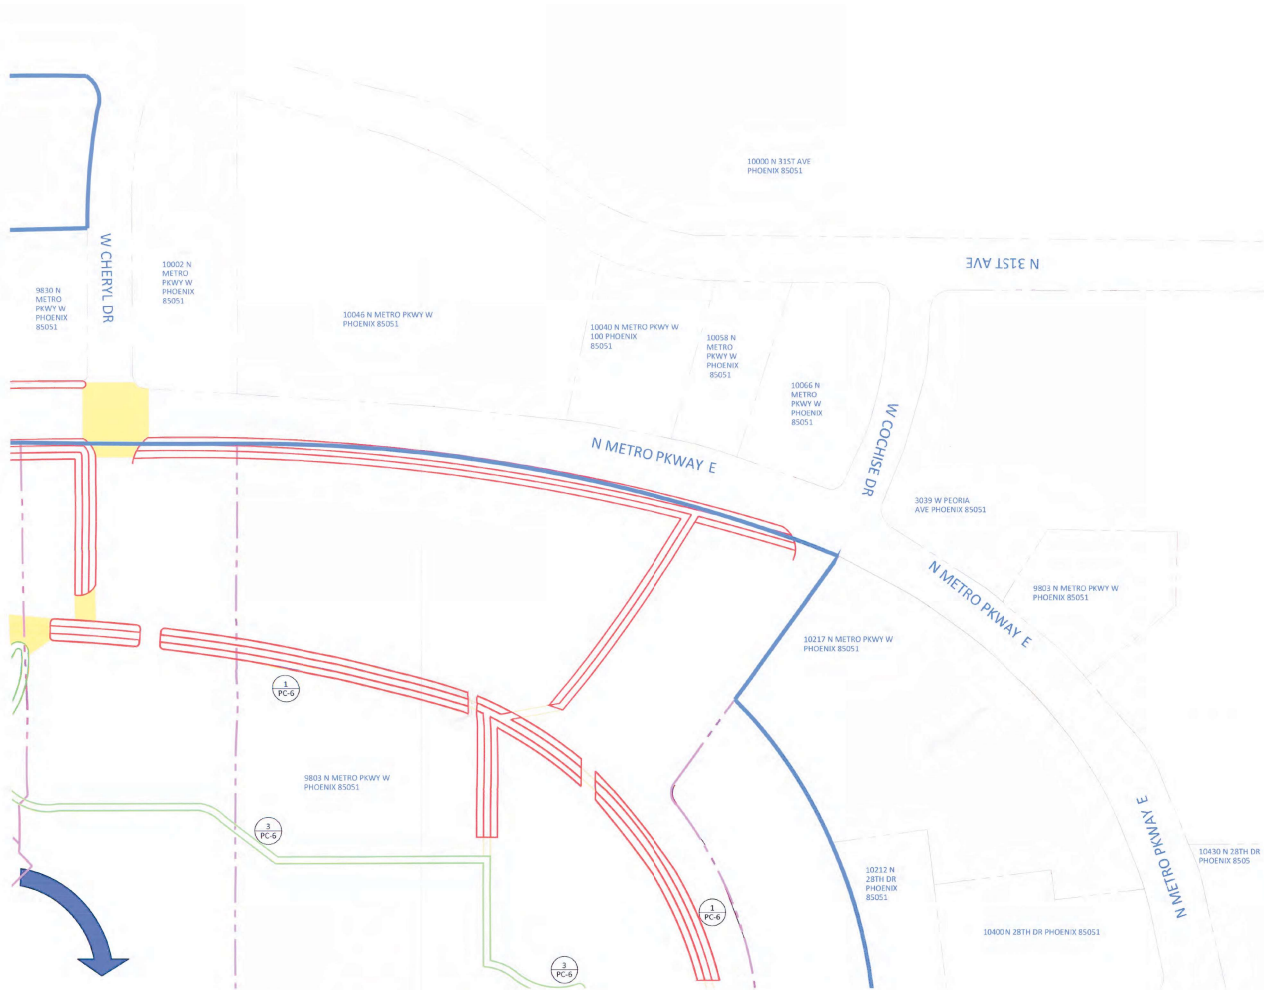 10000 N 31ST AVE
PHOENIX 85051
N 31ST AVE
W CHERYL DR
10002 N
METRO
PKWY W
PHOENIX
85051
9830 N
METRO
PKWY W
PHOENIX
85051
10046 N METRO PKWY W
PHOENIX 85051
10040 N METRO PKWY W
100 PHOENIX
85051
10058 N
METRO
PKWY W
PHOENIX
85051
10066 N
METRO
PKWY W
PHOENIX
85051
N METRO PKWAY E
W COCHISE DR
3039 W PEORIA
AVE PHOENIX 85051
N METRO PKWAY E
9803 N METRO PKWY W
PHOENIX 85051
10217 N METRO PKWY W
PHOENIX 85051
1
PC-6
9803 N METRO PKWY W
PHOENIX 85051
3
PC-6
N METRO PKWAY E
10430 N 28TH DR
PHOENIX 8505
10212 N
28TH DR
PHOENIX
85051
1
PC-6
10400N 28TH DR PHOENIX 85051
3
PC-6